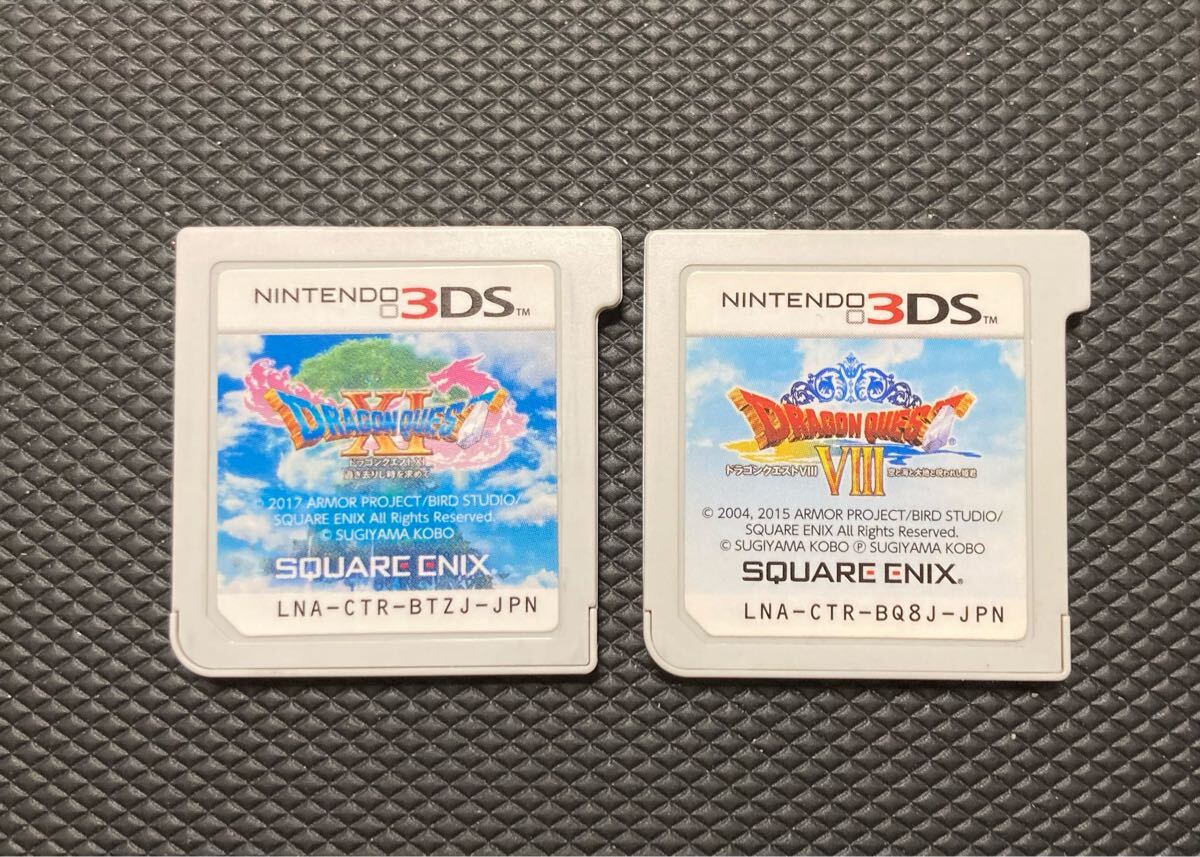 NINTENDO 3DS™
DRAGON QUEST
XI
ドラゴンクエストXI
過ぎ去りし時を求めて
© 2017 ARMOR PROJECT/BIRD STUDIO/
SQUARE ENIX All Rights Reserved.
© SUGIYAMA KOBO
SQUARE ENIX®
LNA-CTR-BTZJ-JPN
NINTENDO 3DS™
DRAGON QUEST®
VIII
ドラゴンクエストVIII 空と海と大地と呪われし姫君
© 2004, 2015 ARMOR PROJECT/BIRD STUDIO/
SQUARE ENIX All Rights Reserved.
© SUGIYAMA KOBO Ⓟ SUGIYAMA KOBO
SQUARE ENIX®
LNA-CTR-BQ8J-JPN